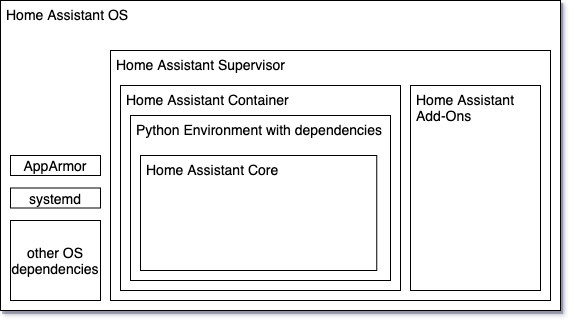 Home Assistant OS
Home Assistant Supervisor
Home Assistant Container
Python Environment with dependencies
Home Assistant Core
Home Assistant
Add-Ons
AppArmor
systemd
other OS
dependencies